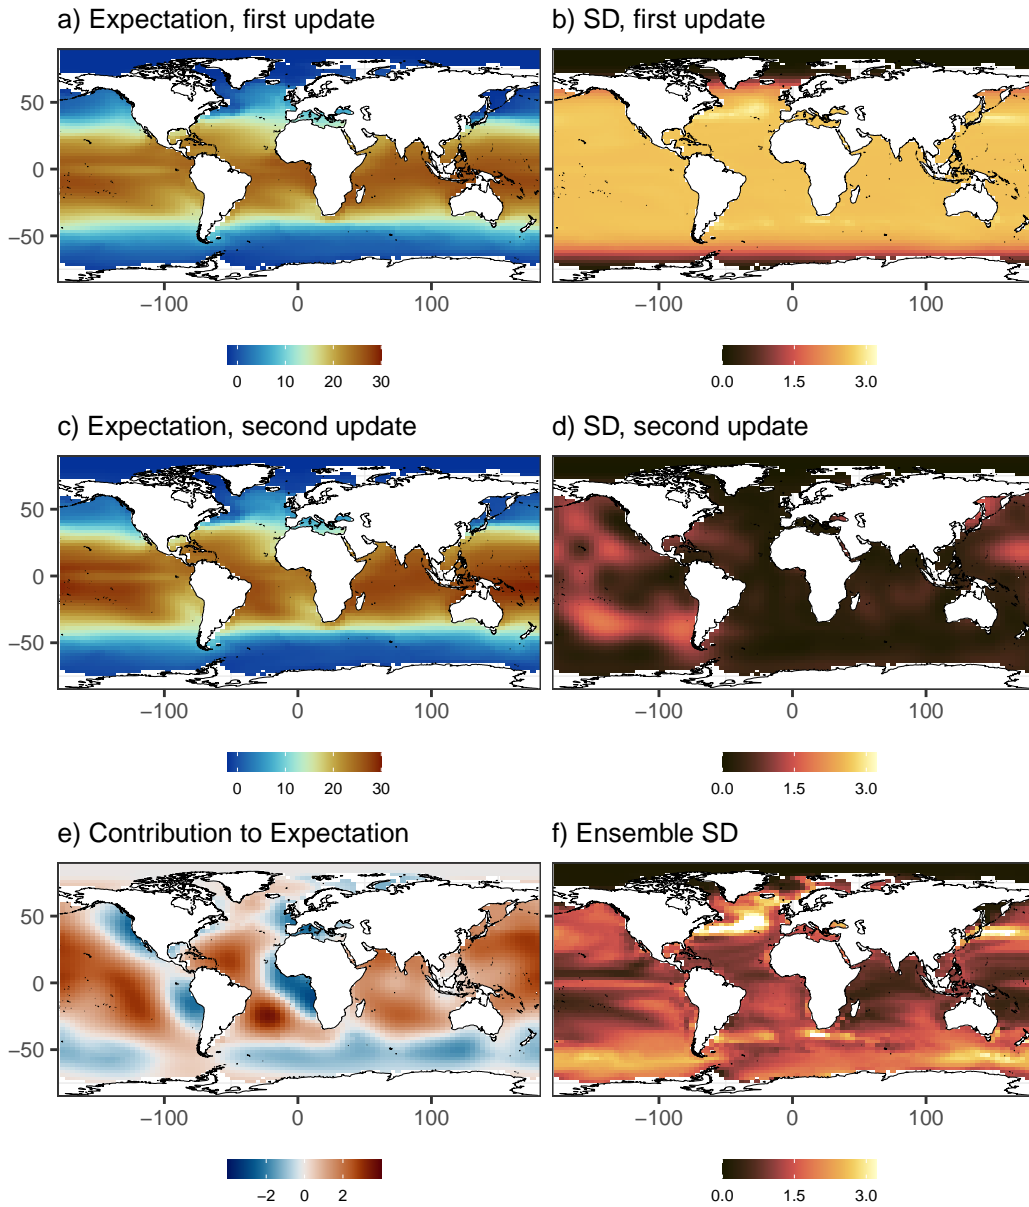 a) Expectation, first update
b) SD, first update
50
0
−50
−100 0 100
−100 0 100
0 10 20 30
0.0 1.5 3.0
c) Expectation, second update
d) SD, second update
50
0
−50
−100 0 100
−100 0 100
0 10 20 30
0.0 1.5 3.0
e) Contribution to Expectation
f) Ensemble SD
50
0
−50
−100 0 100
−100 0 100
−2 0 2
0.0 1.5 3.0